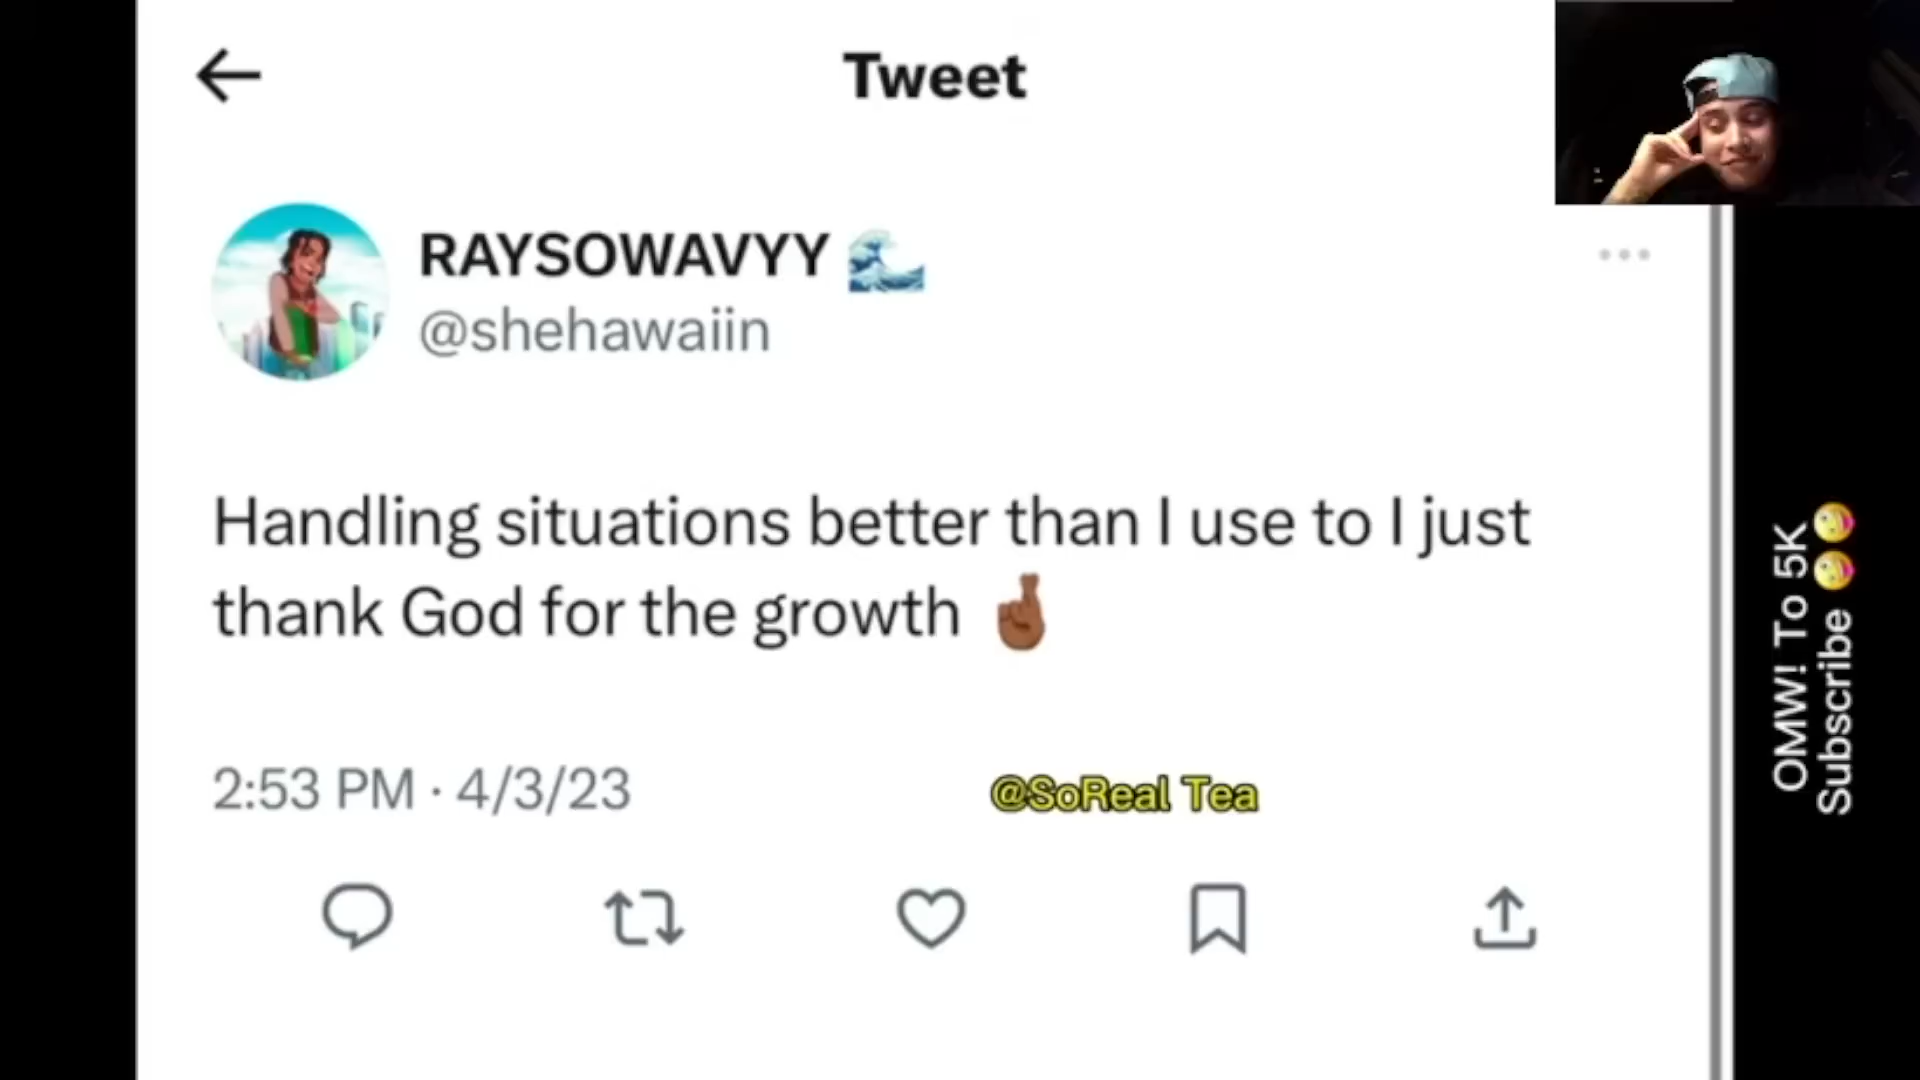 Tweet
RAYSOWAVYY 🌊
@shehawaiin
Handling situations better than I use to I just
thank God for the growth 🤞🏾
2:53 PM · 4/3/23
@SoReal Tea
OMW! To 5K
Subscribe